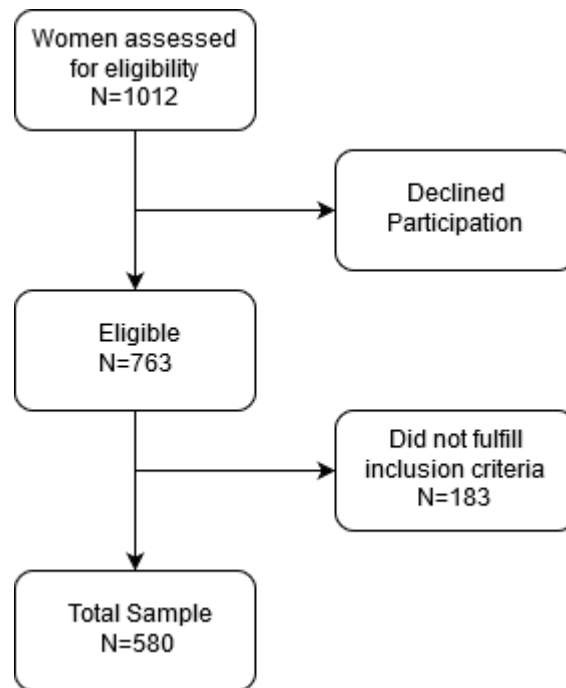 Women assessed
for eligibility
N=1012
Declined
Participation
Eligible
N=763
Did not fulfill
inclusion criteria
N=183
Total Sample
N=580